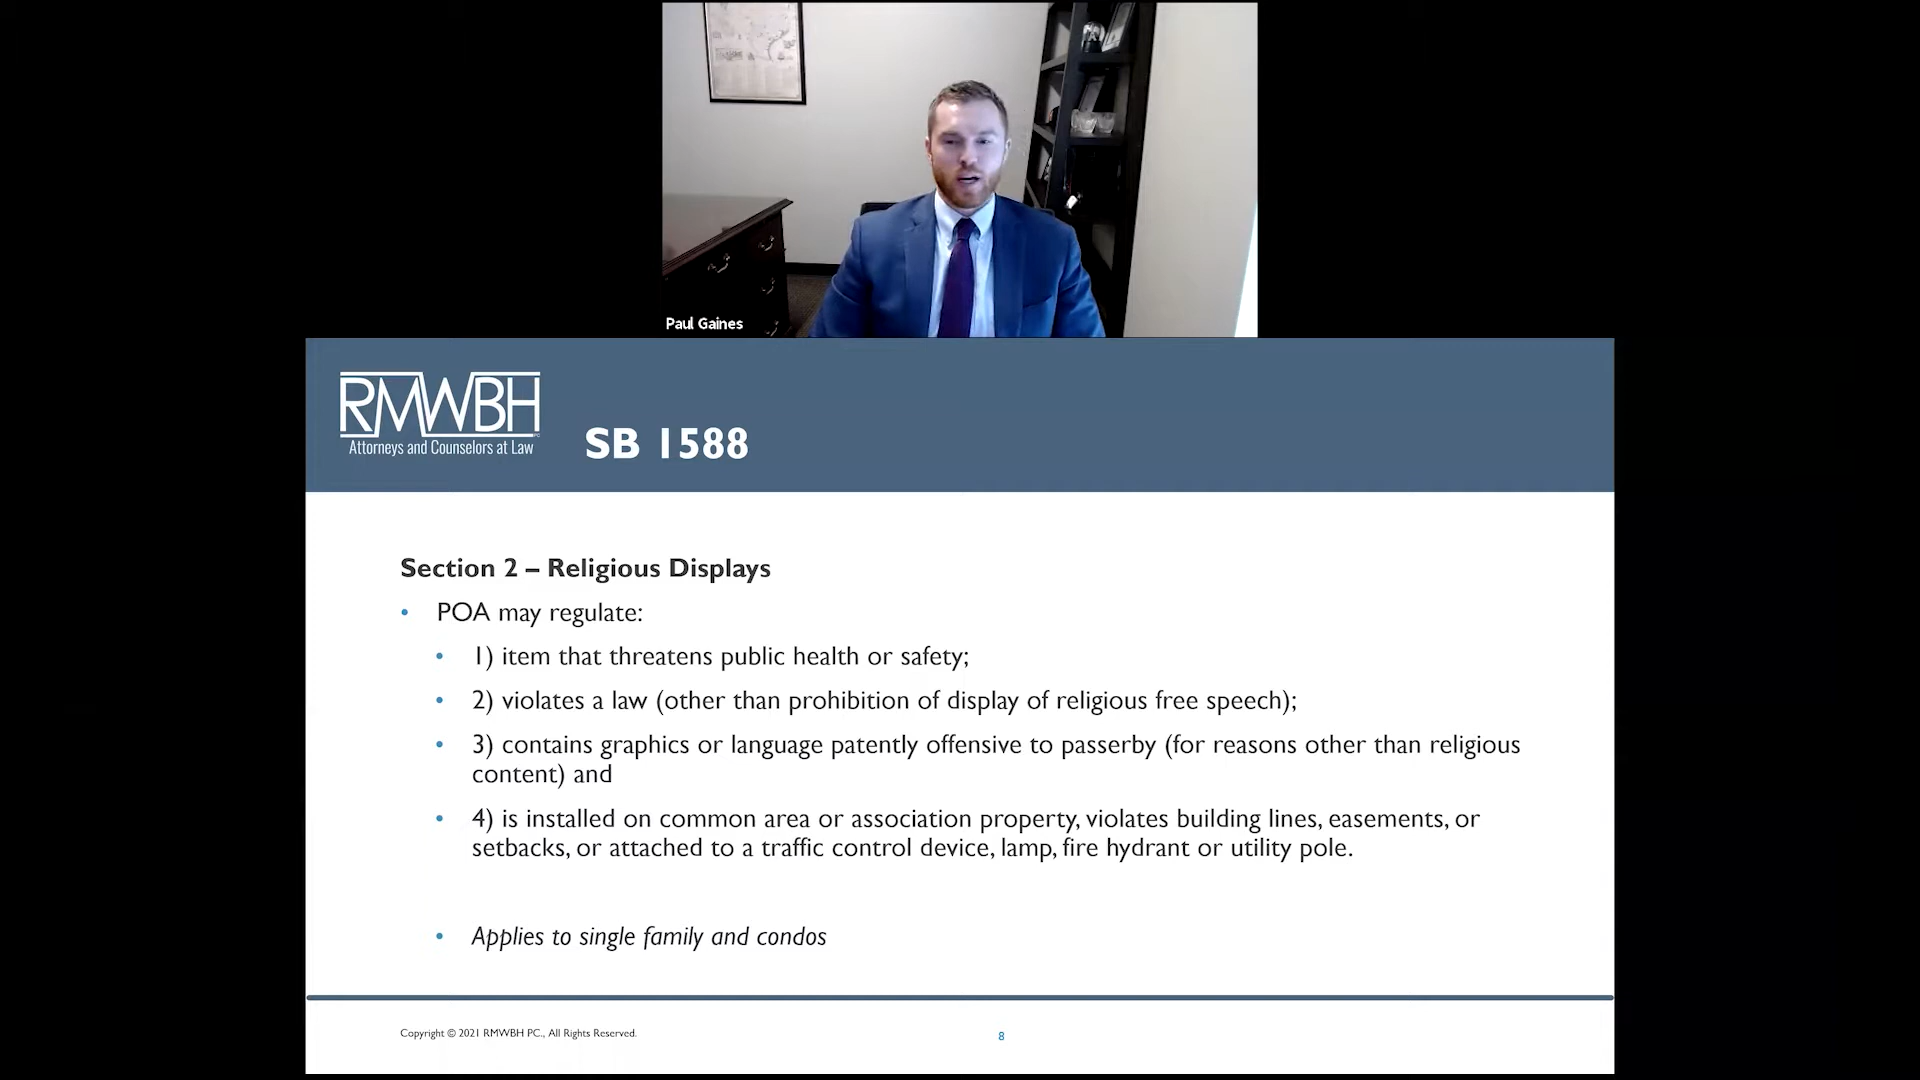 Paul Gaines
RMWBH
PC
Attorneys and Counselors at Law
SB 1588
Section 2 – Religious Displays
• POA may regulate:
• 1) item that threatens public health or safety;
• 2) violates a law (other than prohibition of display of religious free speech);
• 3) contains graphics or language patently offensive to passerby (for reasons other than religious
content) and
• 4) is installed on common area or association property, violates building lines, easements, or
setbacks, or attached to a traffic control device, lamp, fire hydrant or utility pole.
• Applies to single family and condos
Copyright © 2021 RMWBH PC., All Rights Reserved.
8